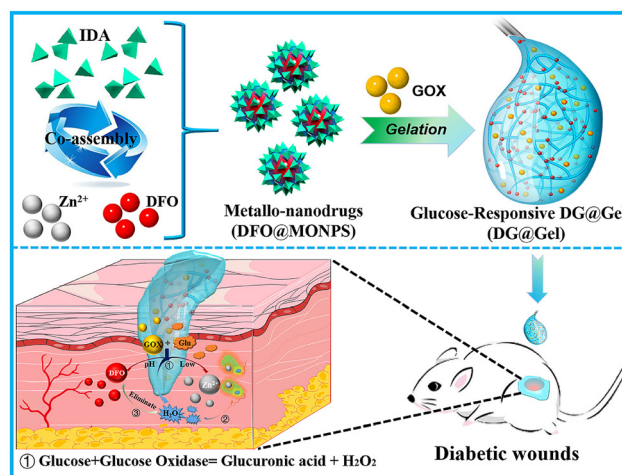 IDA
Co-assembly
Zn²⁺
DFO
Metallo-nanodrugs
(DFO@MONPS)
GOX
Gelation
Glucose-Responsive DG@Gel
(DG@Gel)
GOX + Glu
pH ① Low
DFO
Zn²⁺
Eliminate
③ H₂O₂ ②
① Glucose+Glucose Oxidase= Glucuronic acid + H₂O₂
Diabetic wounds